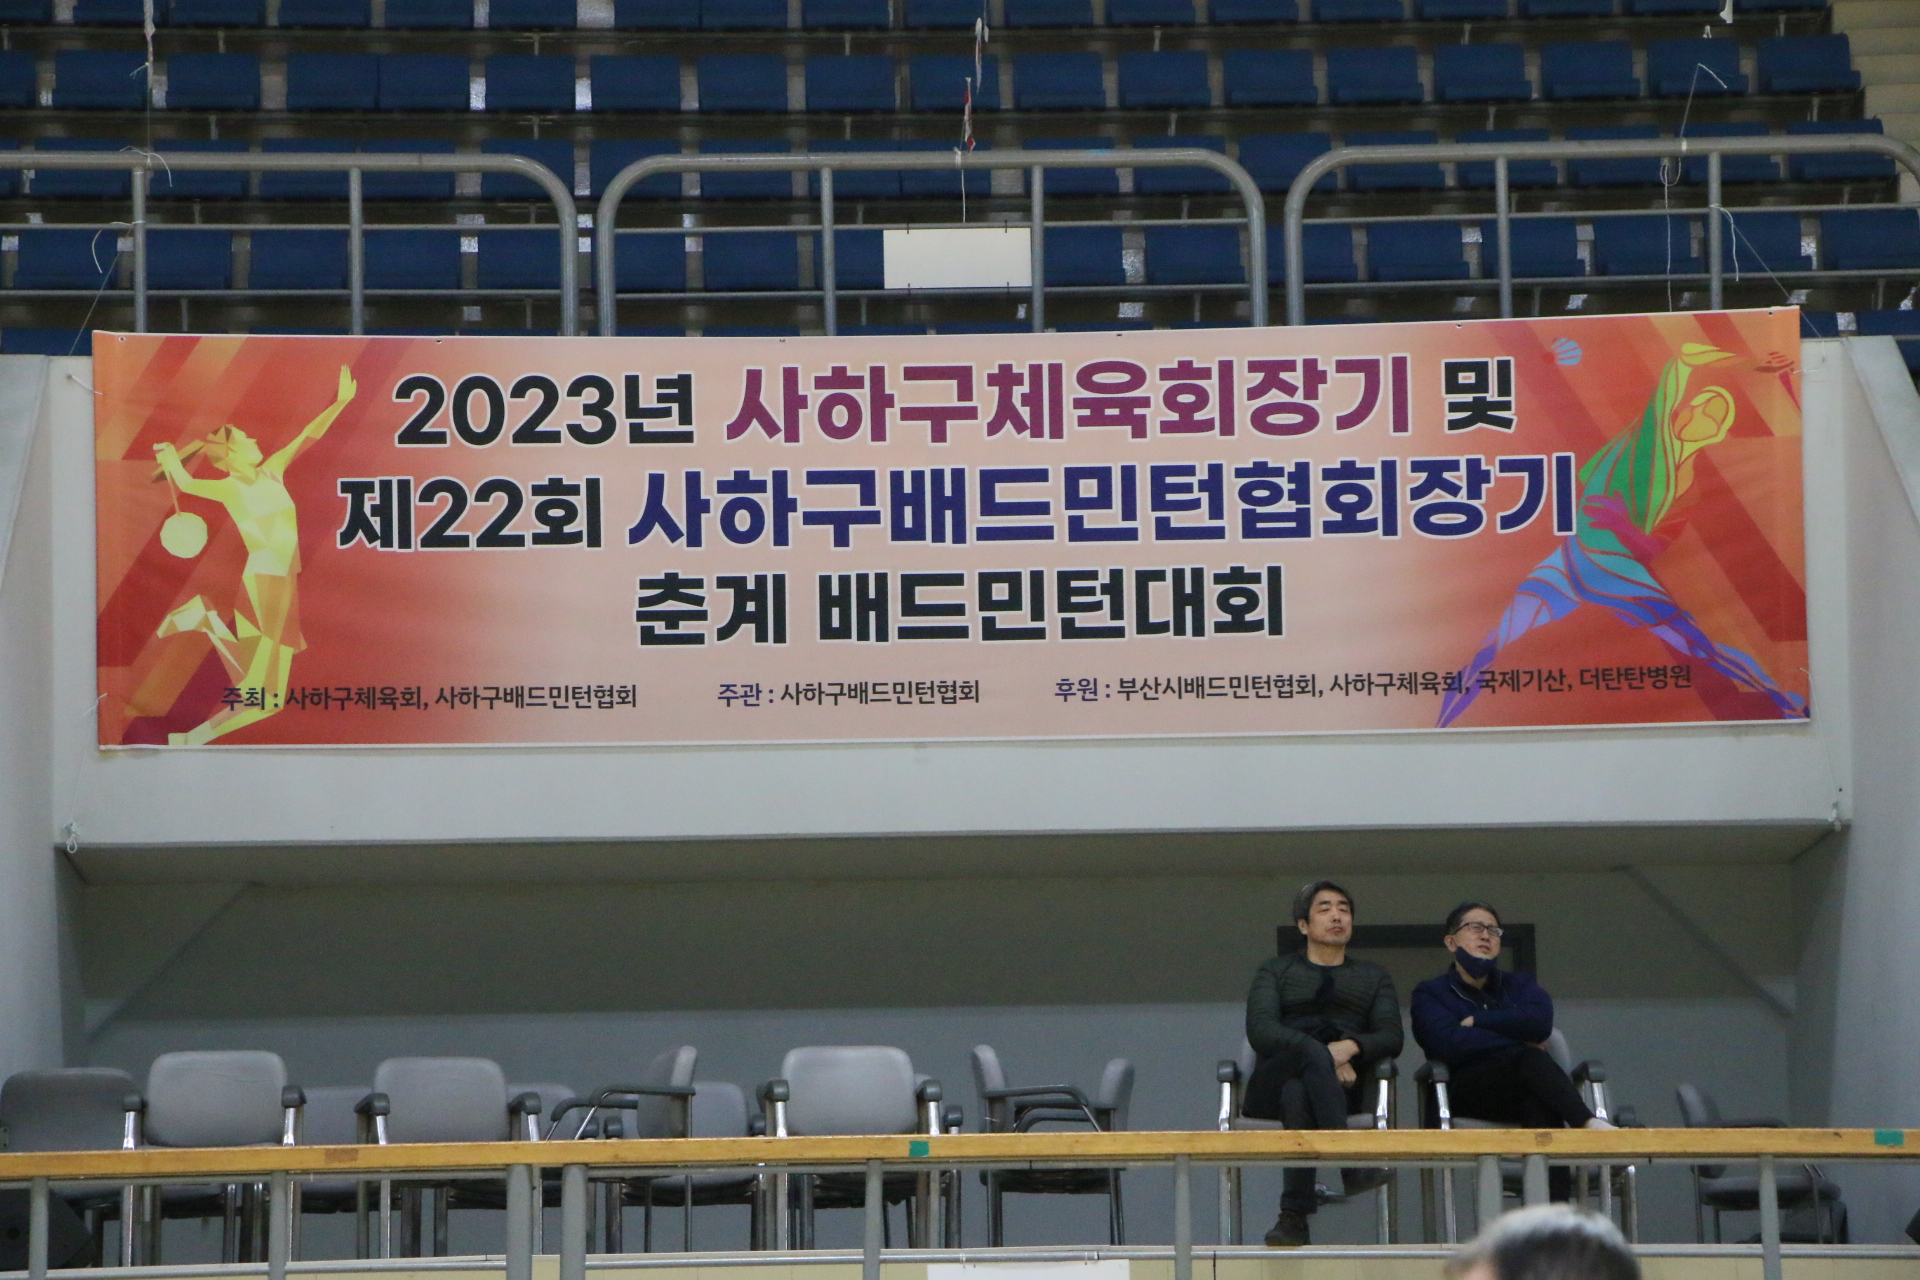 2023년 사하구체육회장기 및
제22회 사하구배드민턴협회장기
춘계 배드민턴대회
주최 : 사하구체육회, 사하구배드민턴협회 주관 : 사하구배드민턴협회 후원 : 부산시배드민턴협회, 사하구체육회, 국제기산, 더탄탄병원